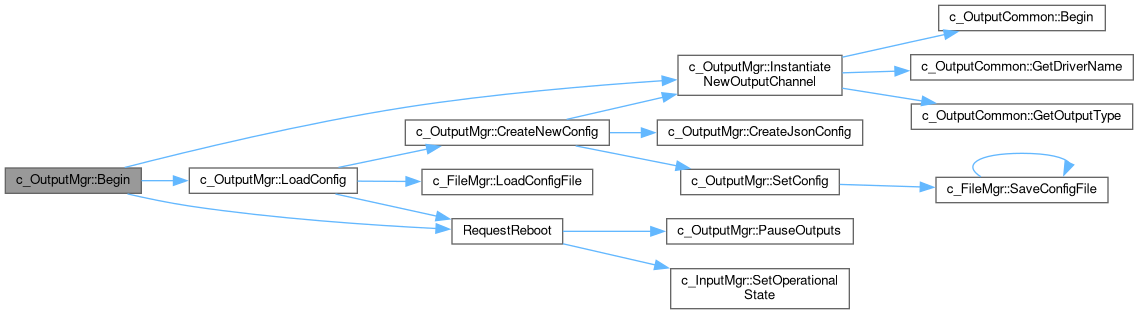 c_OutputMgr::Begin
c_OutputMgr::LoadConfig
c_OutputMgr::CreateNewConfig
c_FileMgr::LoadConfigFile
RequestReboot
c_OutputMgr::Instantiate
NewOutputChannel
c_OutputMgr::CreateJsonConfig
c_OutputMgr::SetConfig
c_OutputMgr::PauseOutputs
c_InputMgr::SetOperational
State
c_OutputCommon::Begin
c_OutputCommon::GetDriverName
c_OutputCommon::GetOutputType
c_FileMgr::SaveConfigFile